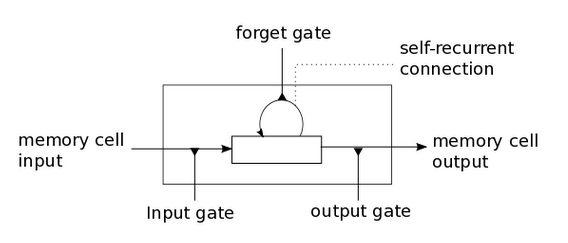 forget gate
self-recurrent
connection
memory cell
input
memory cell
output
Input gate
output gate